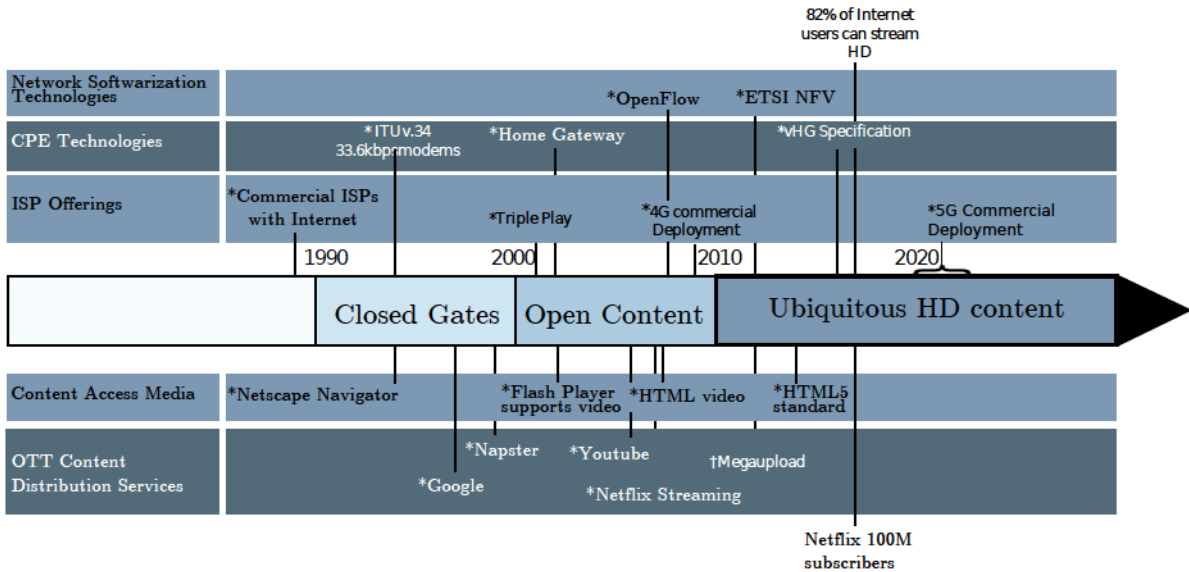 82% of Internet
users can stream
HD
Network Softwarization
Technologies
*OpenFlow
*ETSI NFV
CPE Technologies
*ITU v.34
33.6kbpsmodems
*Home Gateway
*vHG Specification
ISP Offerings
*Commercial ISPs
with Internet
*Triple Play
*4G commercial
Deployment
*5G Commercial
Deployment
1990
2000
2010
2020
Closed Gates
Open Content
Ubiquitous HD content
Content Access Media
*Netscape Navigator
*Flash Player
supports video
*HTML video
*HTML5
standard
OTT Content
Distribution Services
*Napster
*Youtube
†Megaupload
*Google
*Netflix Streaming
Netflix 100M
subscribers